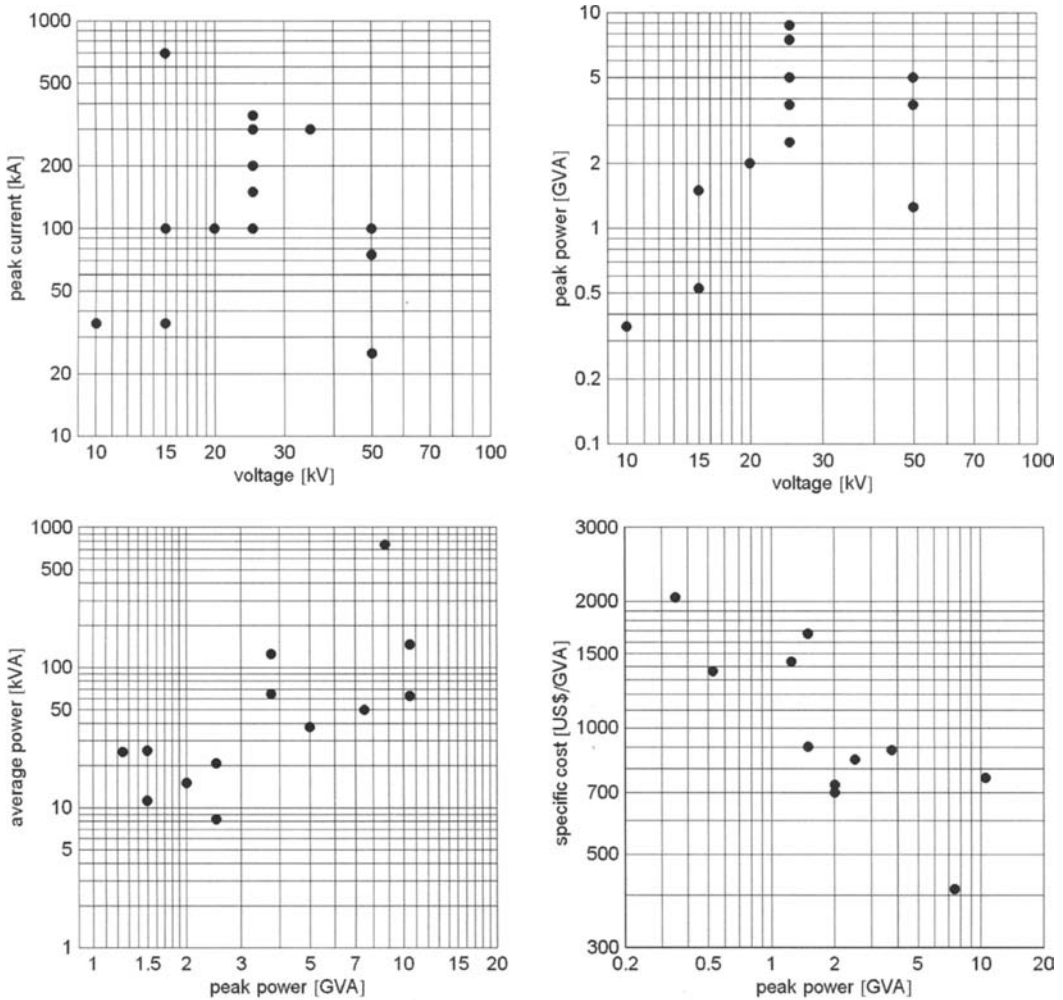 1000
500
200
100
50
20
10
peak current [kA]
10 15 20 30 50 70 100
voltage [kV]
10
5
2
1
0.5
0.2
0.1
peak power [GVA]
10 15 20 30 50 70 100
voltage [kV]
1000
500
100
50
10
5
1
average power [kVA]
1 1.5 2 3 5 7 10 20
peak power [GVA]
3000
2000
1500
1000
700
500
300
specific cost [US$/GVA]
0.2 0.5 1 2 5 10 20
peak power [GVA]